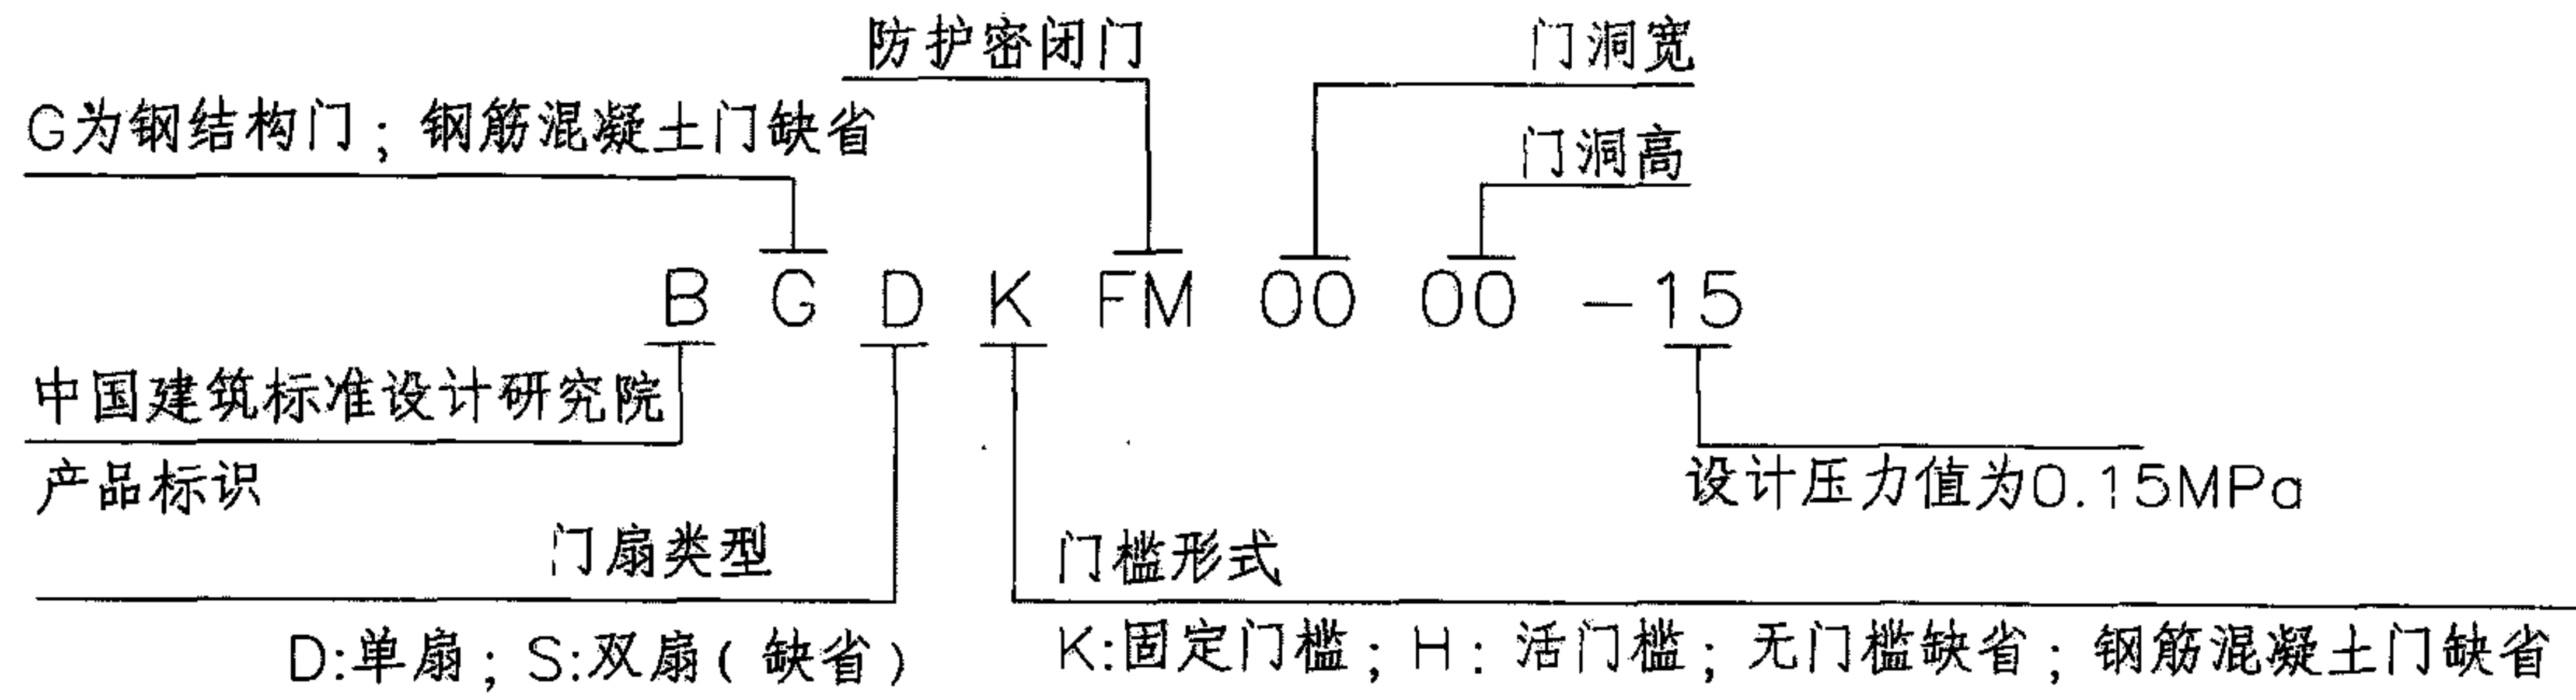 防护密闭门
门洞宽
G为钢结构门；钢筋混凝土门缺省
门洞高
B G D K FM 00 00 -15
中国建筑标准设计研究院
产品标识
设计压力值为0.15MPa
门扇类型
门槛形式
D:单扇；S:双扇(缺省)
K:固定门槛；H：活门槛；无门槛缺省；钢筋混凝土门缺省